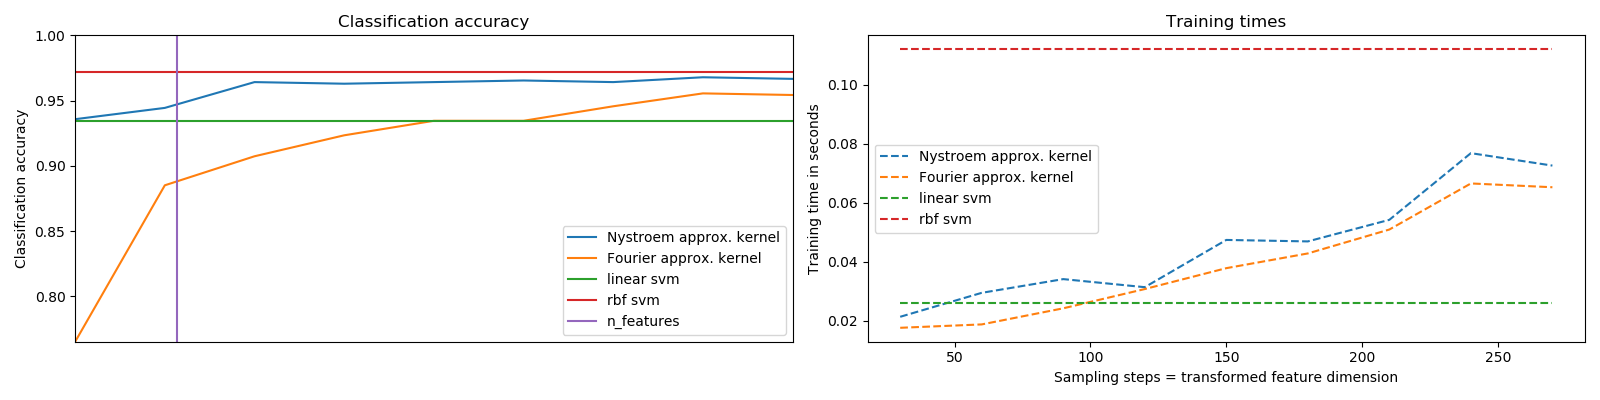 Classification accuracy
Classification accuracy
1.00
0.95
0.90
0.85
0.80
Nystroem approx. kernel
Fourier approx. kernel
linear svm
rbf svm
n_features
Training times
Training time in seconds
0.10
0.08
0.06
0.04
0.02
Nystroem approx. kernel
Fourier approx. kernel
linear svm
rbf svm
50 100 150 200 250
Sampling steps = transformed feature dimension